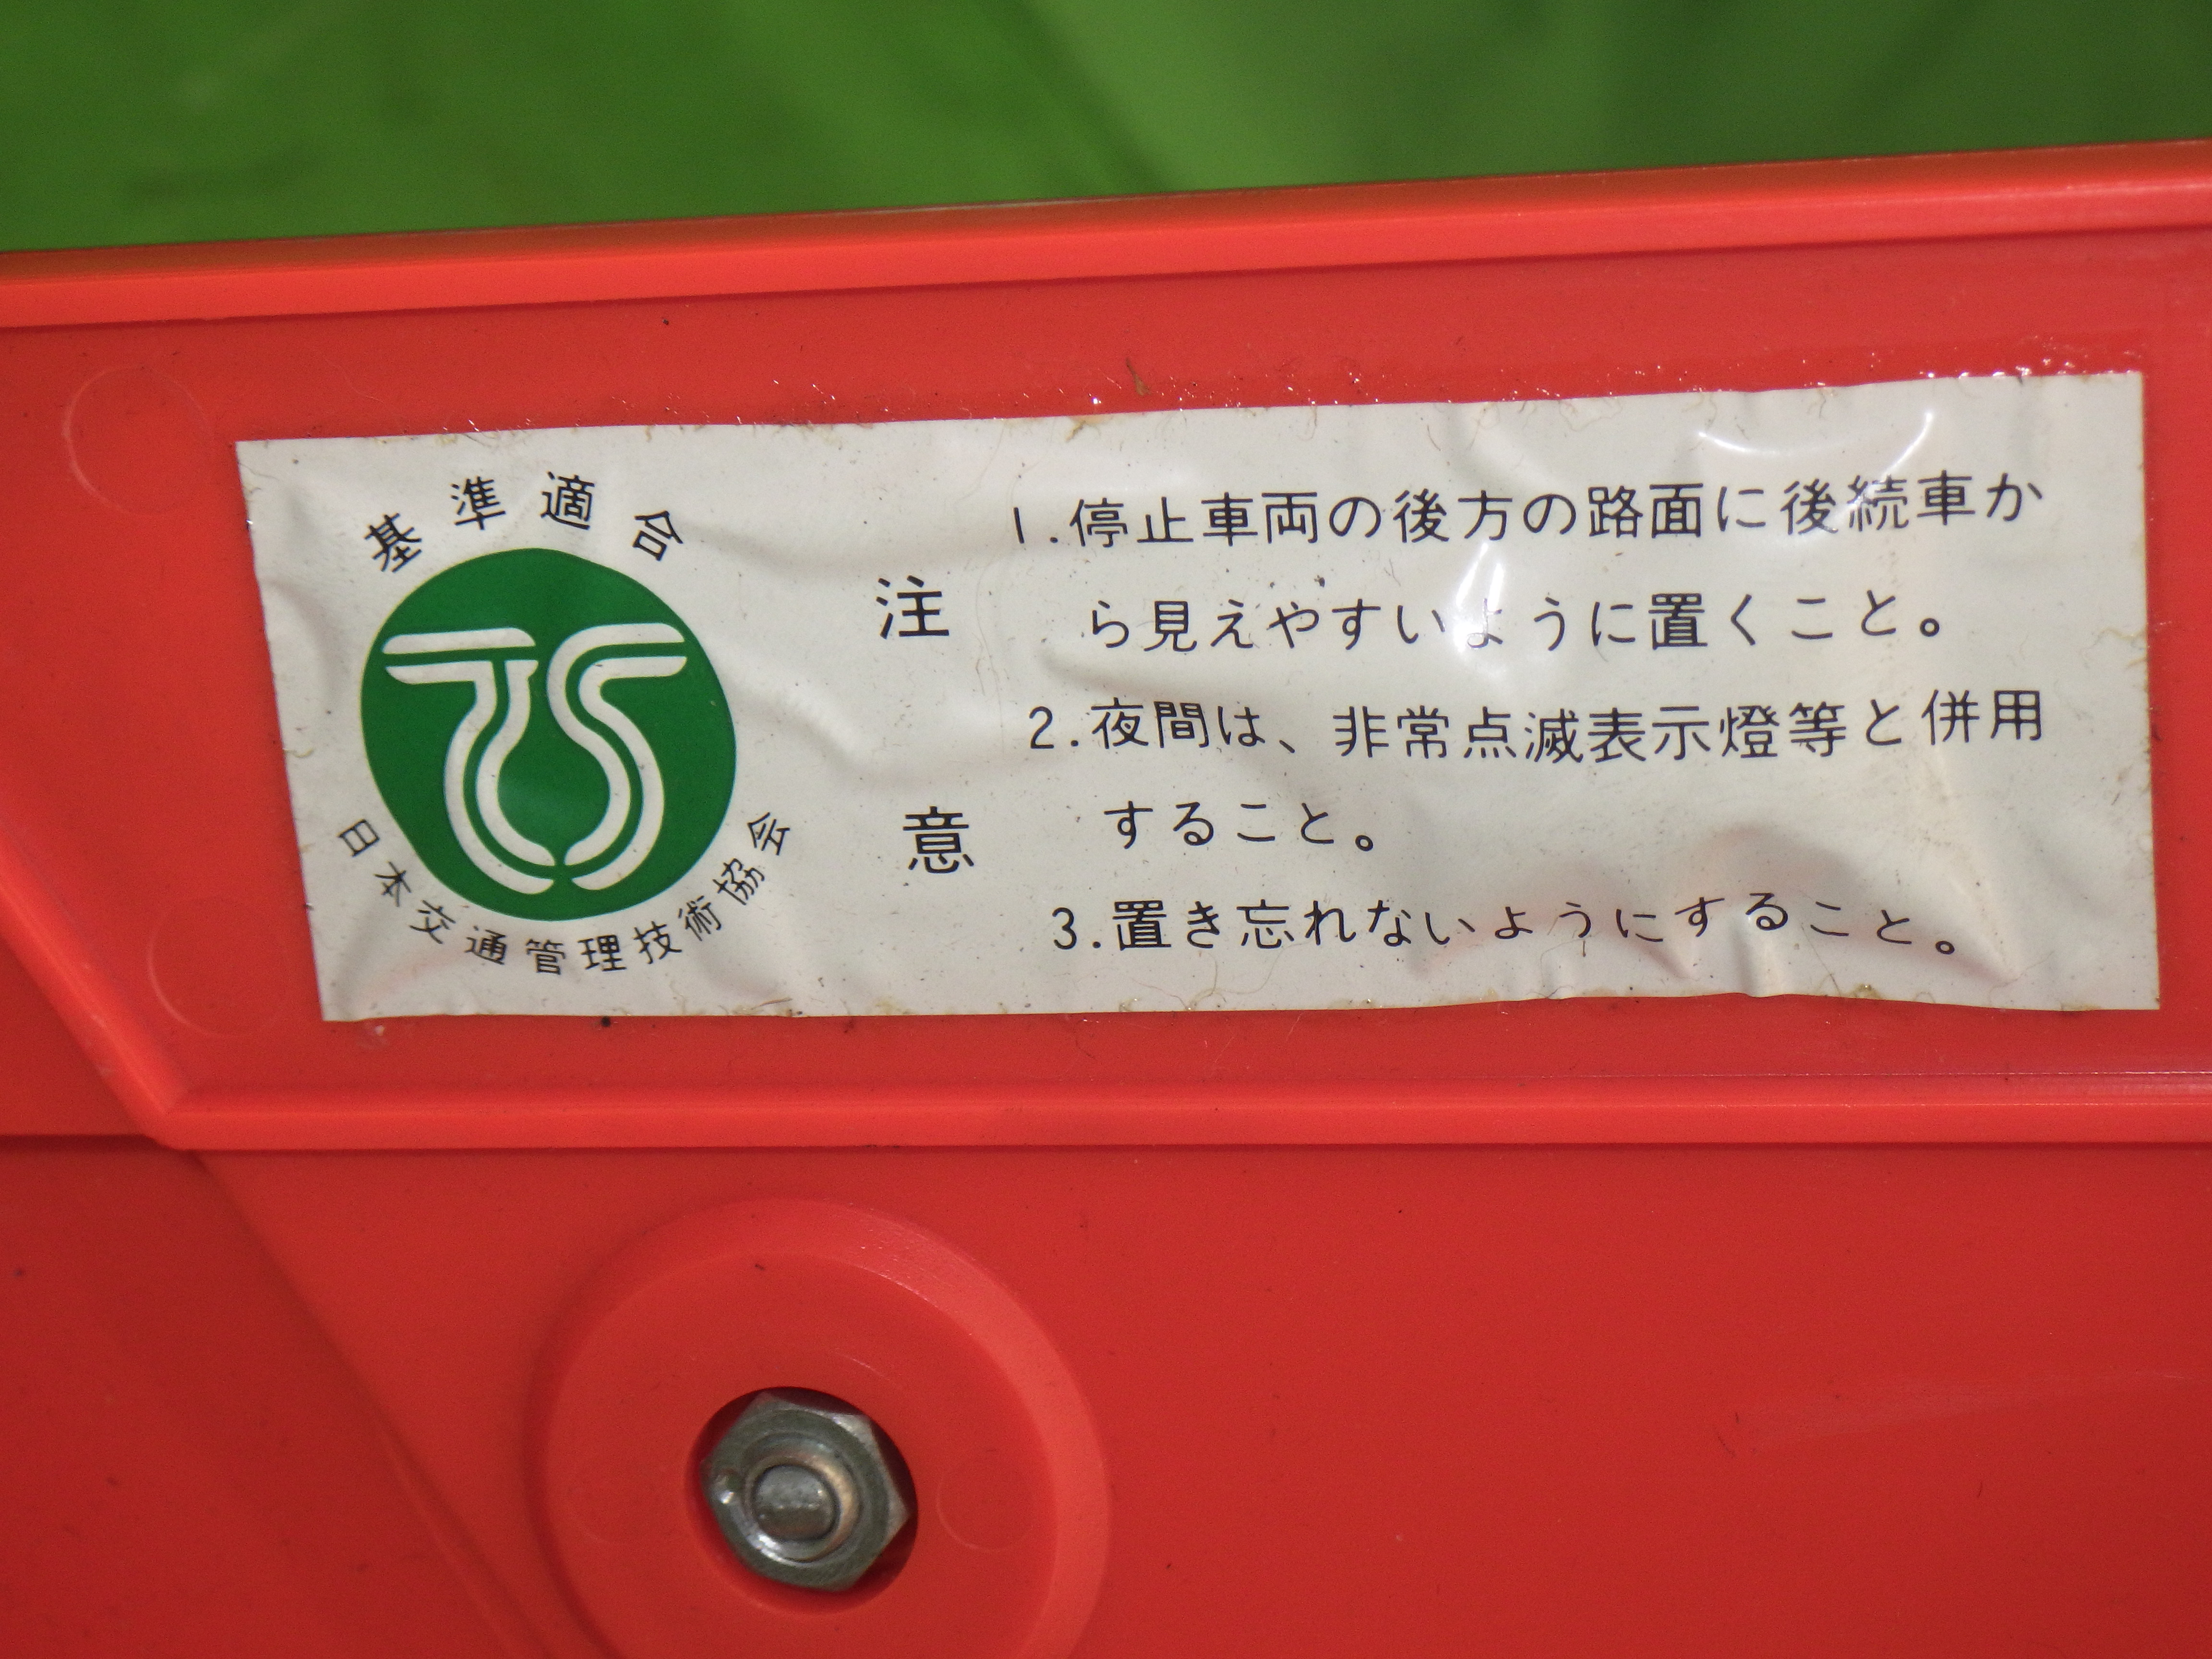 基準適合
TS
日本交通管理技術協会
注意
1.停止車両の後方の路面に後続車か
ら見えやすいように置くこと。
2.夜間は、非常点滅表示燈等と併用
すること。
3.置き忘れないようにすること。